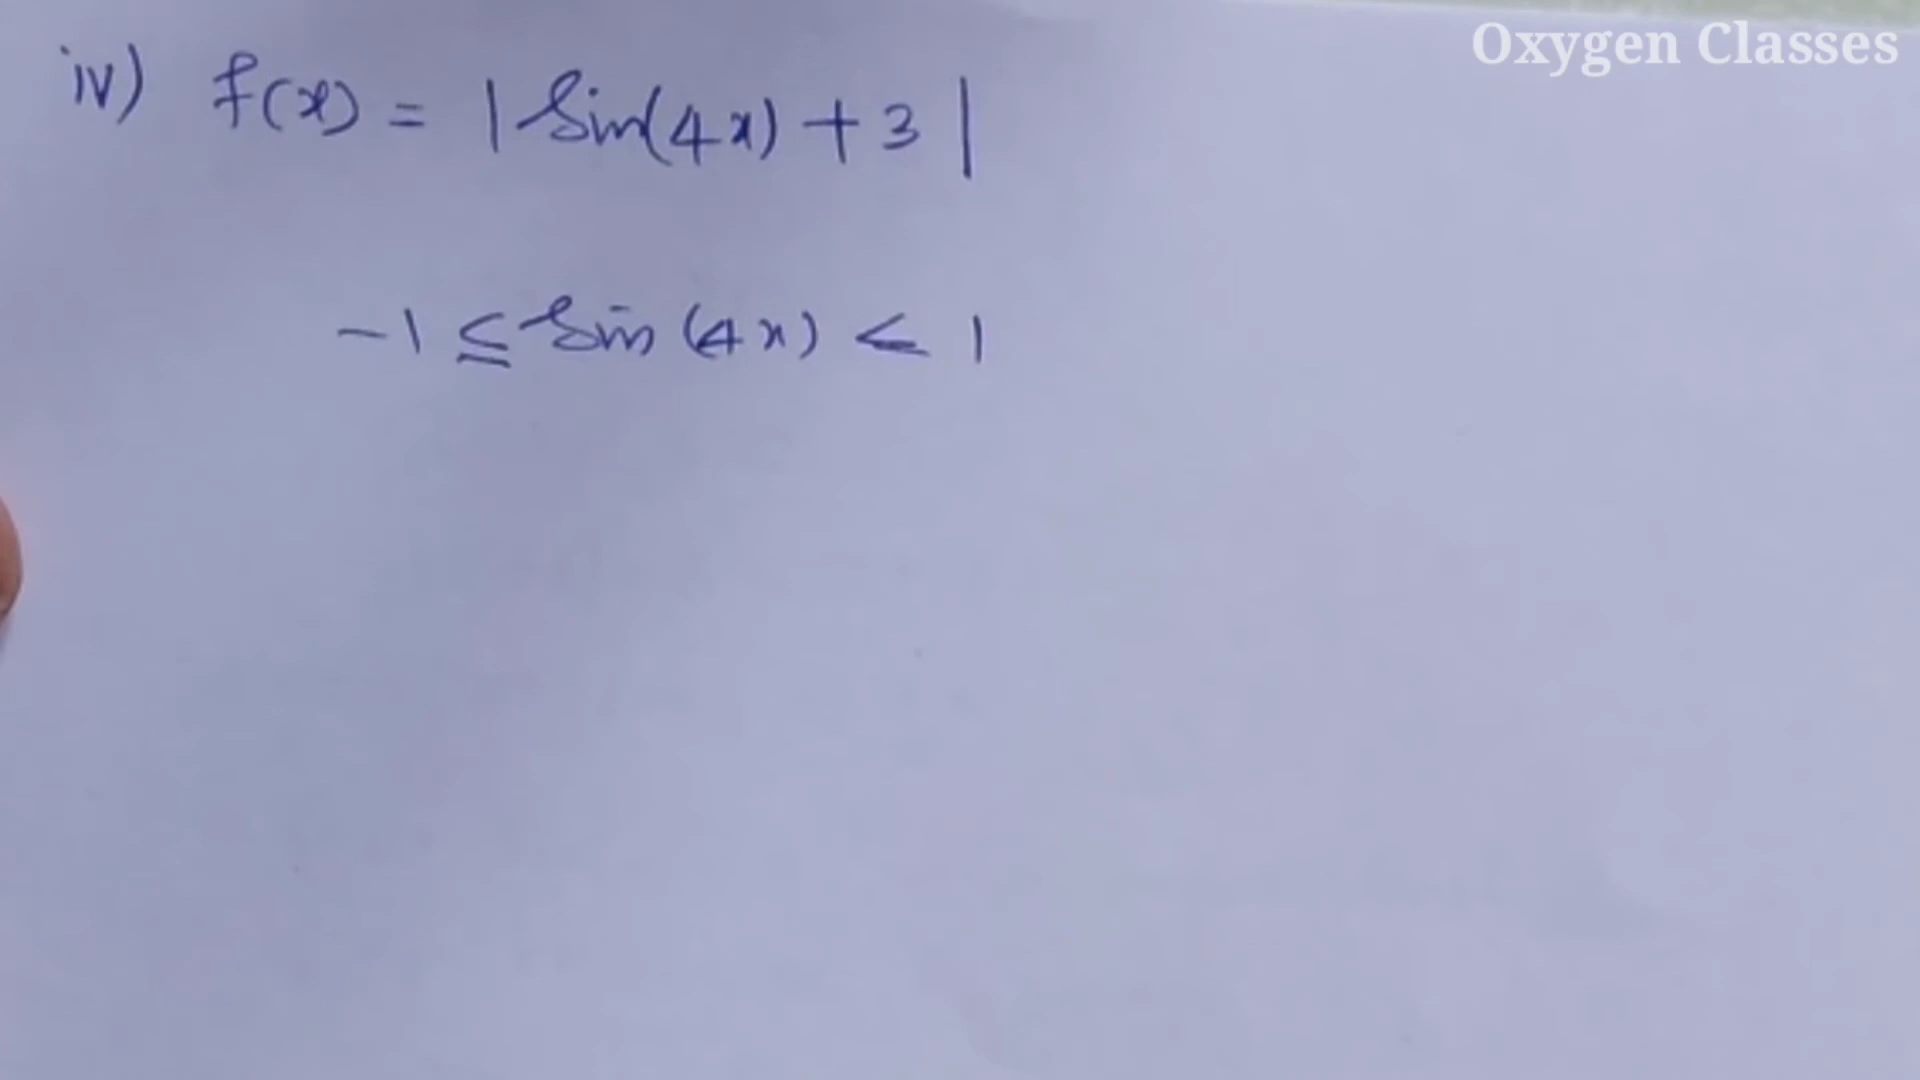 Oxygen Classes
iv) f(x) = | Sin(4x) + 3 |
-1 ≤ Sin (4x) ≤ 1